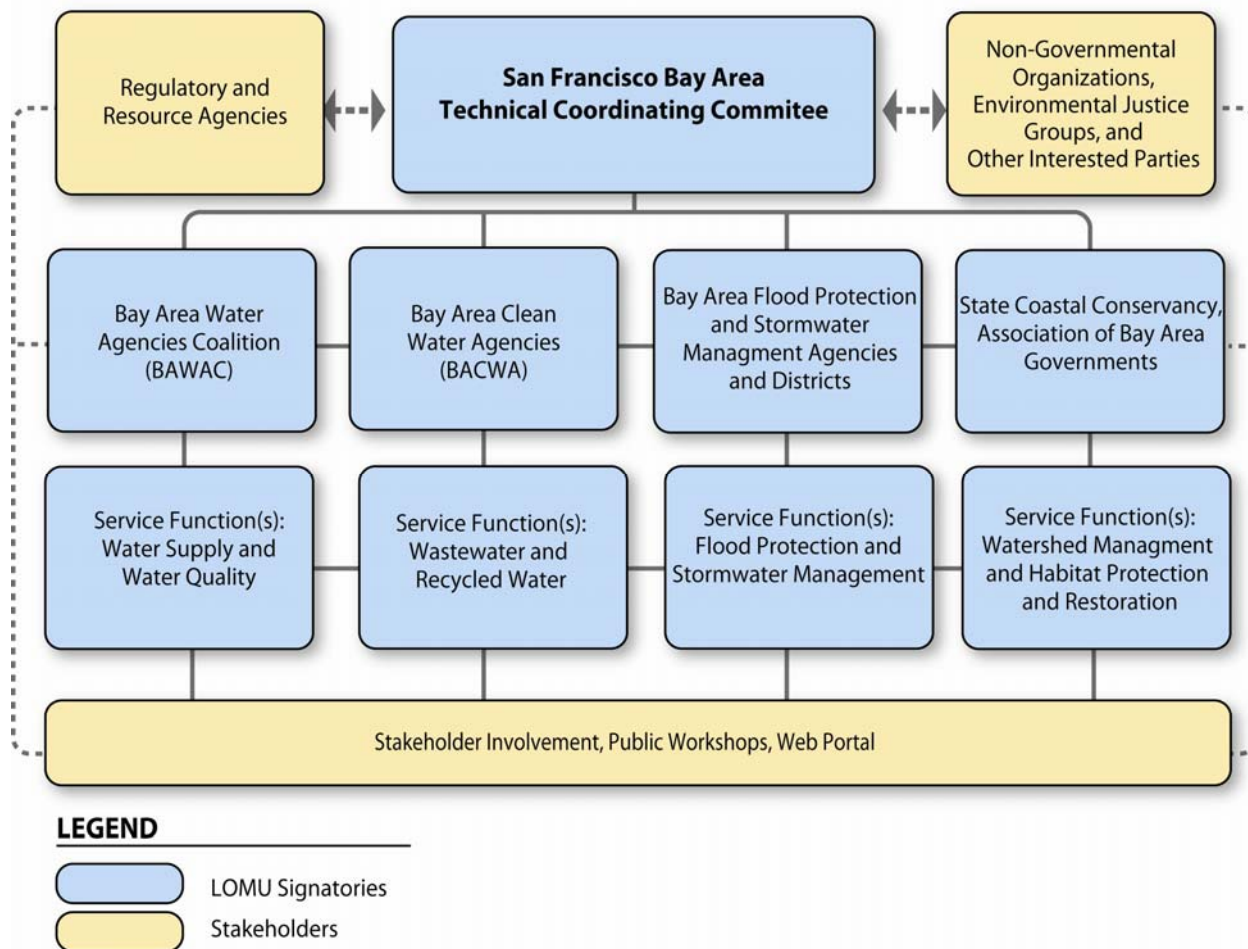 Regulatory and
Resource Agencies
San Francisco Bay Area
Technical Coordinating Commitee
Non-Governmental
Organizations,
Environmental Justice
Groups, and
Other Interested Parties
Bay Area Water
Agencies Coalition
(BAWAC)
Bay Area Clean
Water Agencies
(BACWA)
Bay Area Flood Protection
and Stormwater
Managment Agencies
and Districts
State Coastal Conservancy,
Association of Bay Area
Governments
Service Function(s):
Water Supply and
Water Quality
Service Function(s):
Wastewater and
Recycled Water
Service Function(s):
Flood Protection and
Stormwater Management
Service Function(s):
Watershed Managment
and Habitat Protection
and Restoration
Stakeholder Involvement, Public Workshops, Web Portal
LEGEND
LOMU Signatories
Stakeholders